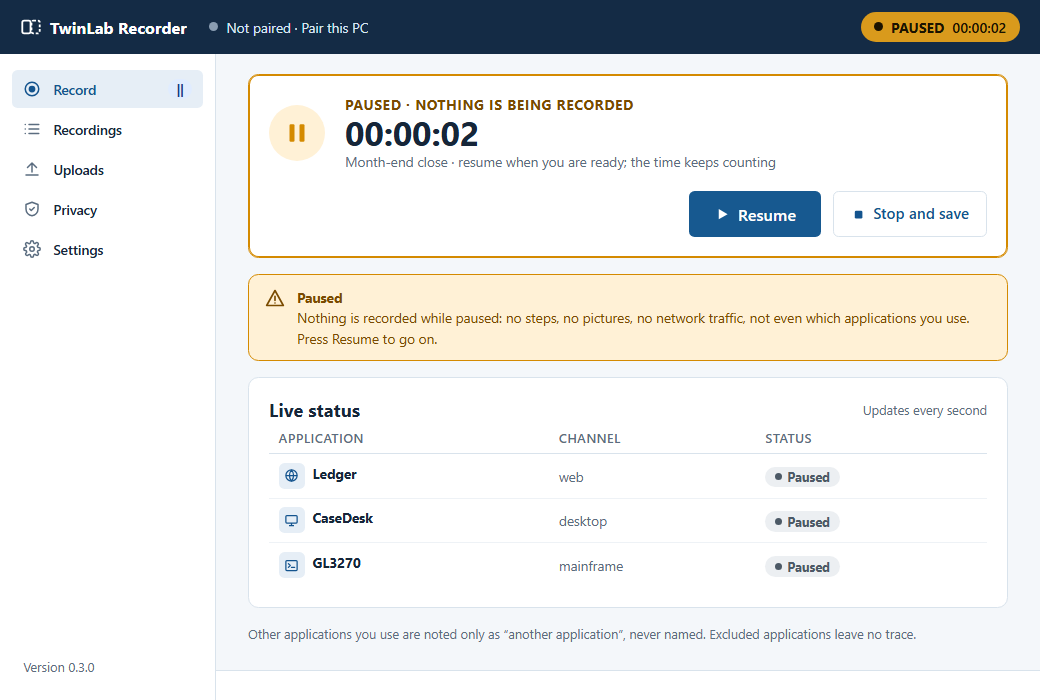 TwinLab Recorder
Not paired · Pair this PC
PAUSED 00:00:02
Record
Recordings
Uploads
Privacy
Settings
Version 0.3.0
PAUSED · NOTHING IS BEING RECORDED
00:00:02
Month-end close · resume when you are ready; the time keeps counting
Resume
Stop and save
Paused
Nothing is recorded while paused: no steps, no pictures, no network traffic, not even which applications you use.
Press Resume to go on.
Live status
Updates every second
APPLICATION CHANNEL STATUS
Ledger web Paused
CaseDesk desktop Paused
GL3270 mainframe Paused
Other applications you use are noted only as “another application”, never named. Excluded applications leave no trace.